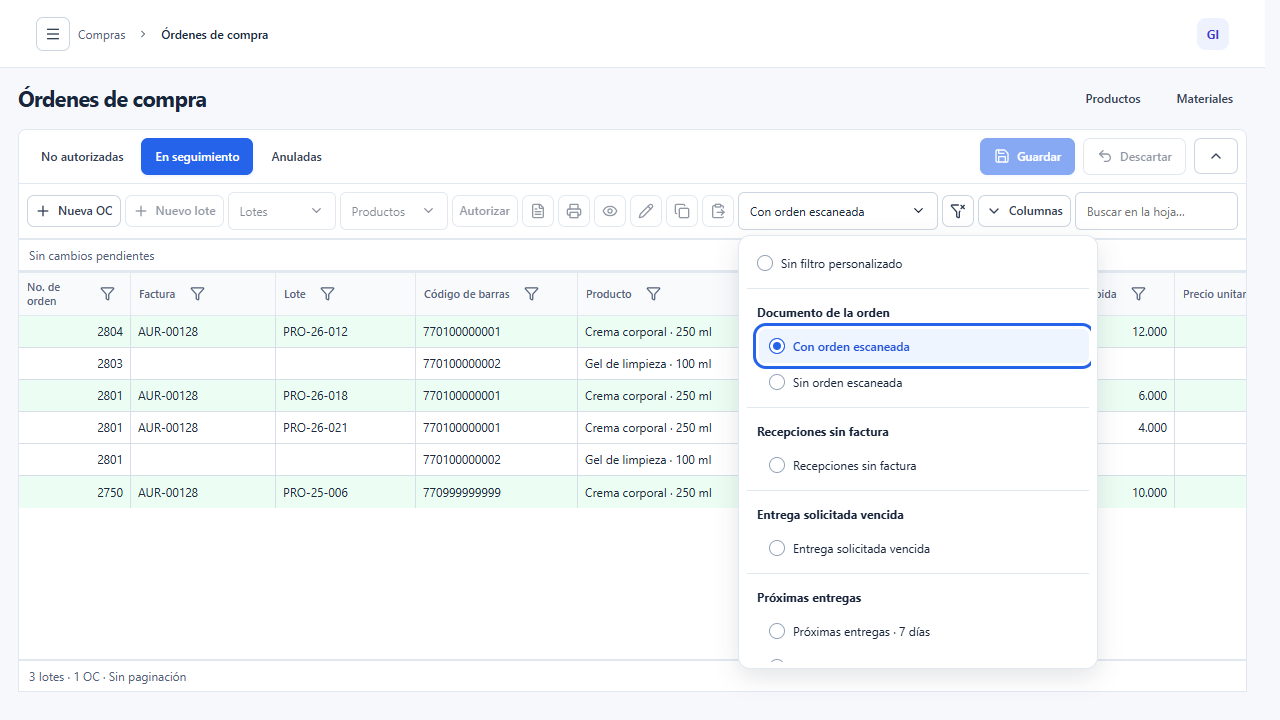 Compras
Órdenes de compra
GI
Órdenes de compra
Productos
Materiales
No autorizadas
En seguimiento
Anuladas
Guardar
Descartar
Nueva OC
Nuevo lote
Lotes
Productos
Autorizar
Con orden escaneada
Columnas
Buscar en la hoja...
Sin cambios pendientes
No. de orden
Factura
Lote
Código de barras
Producto
Precio unitar
2804 AUR-00128 PRO-26-012 770100000001 Crema corporal · 250 ml 12.000
2803 770100000002 Gel de limpieza · 100 ml
2801 AUR-00128 PRO-26-018 770100000001 Crema corporal · 250 ml 6.000
2801 AUR-00128 PRO-26-021 770100000001 Crema corporal · 250 ml 4.000
2801 770100000002 Gel de limpieza · 100 ml
2750 AUR-00128 PRO-25-006 770999999999 Crema corporal · 250 ml 10.000
Sin filtro personalizado
Documento de la orden
Con orden escaneada
Sin orden escaneada
Recepciones sin factura
Recepciones sin factura
Entrega solicitada vencida
Entrega solicitada vencida
Próximas entregas
Próximas entregas · 7 días
3 lotes · 1 OC · Sin paginación